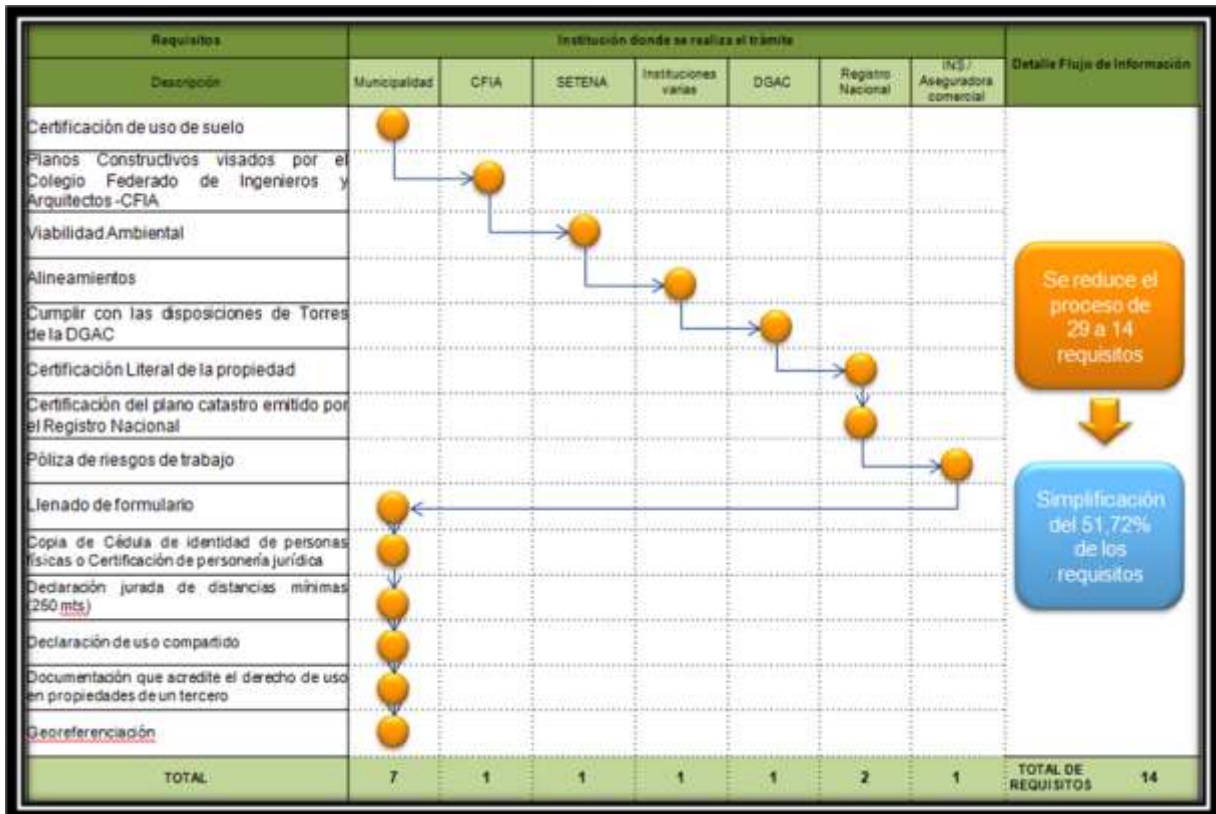 Requisitos
Institución donde se realiza el trámite
Detalle Flujo de Información
Descripción
Municipalidad
CFIA
SETENA
Instituciones
varias
DGAC
Registro
Nacional
INS /
Aseguradora
comercial
Certificación de uso de suelo
Planos Constructivos visados por el
Colegio Federado de Ingenieros y
Arquitectos -CFIA
Viabilidad Ambiental
Alineamientos
Cumplir con las disposiciones de Torres
de la DGAC
Certificación Literal de la propiedad
Certificación del plano catastro emitido por
el Registro Nacional
Póliza de riesgos de trabajo
Llenado de formulario
Copia de Cédula de identidad de personas
físicas o Certificación de personería jurídica
Declaración jurada de distancias mínimas
(250 mts)
Declaración de uso compartido
Documentación que acredite el derecho de uso
en propiedades de un tercero
Georeferenciación
Se reduce el
proceso de
29 a 14
requisitos
Simplificación
del 51,72%
de los
requisitos
TOTAL
7
1
1
1
1
2
1
TOTAL DE
REQUISITOS
14